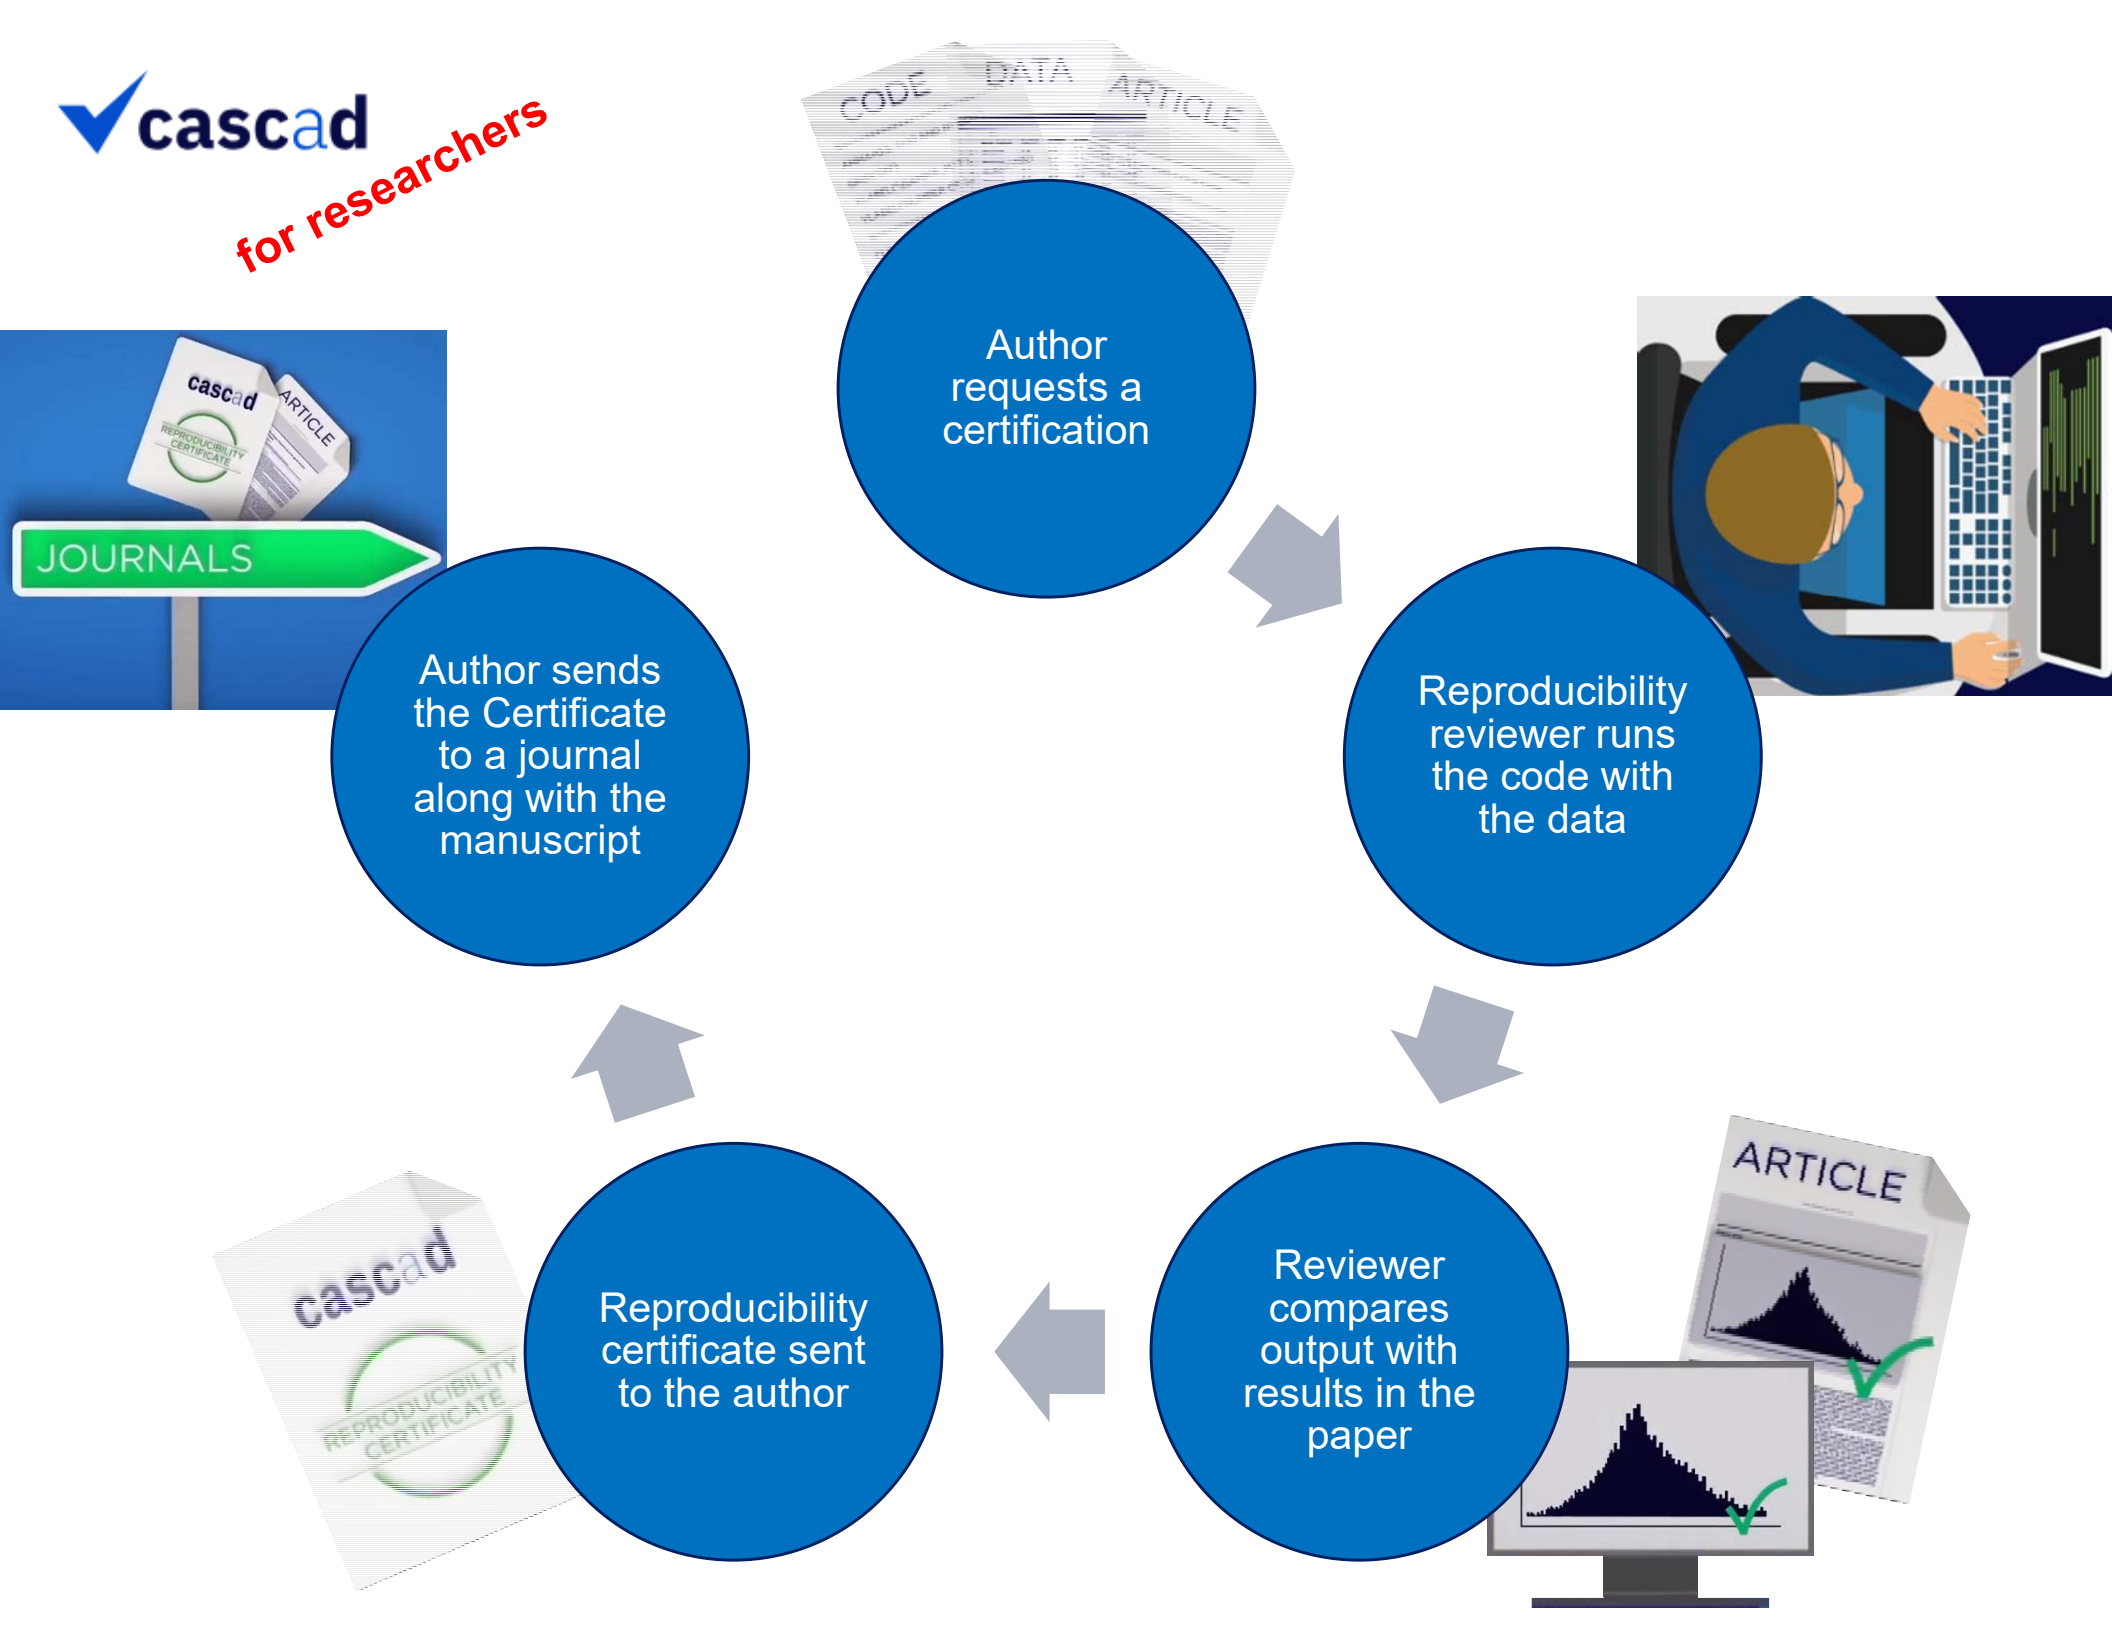 cascad
for researchers
CODE
DATA
ARTICLE
Author
requests a
certification
Reproducibility
reviewer runs
the code with
the data
ARTICLE
Reviewer
compares
output with
results in the
paper
Reproducibility
certificate sent
to the author
cascad
REPRODUCIBILITY
CERTIFICATE
Author sends
the Certificate
to a journal
along with the
manuscript
cascad
REPRODUCIBILITY
CERTIFICATE
ARTICLE
JOURNALS